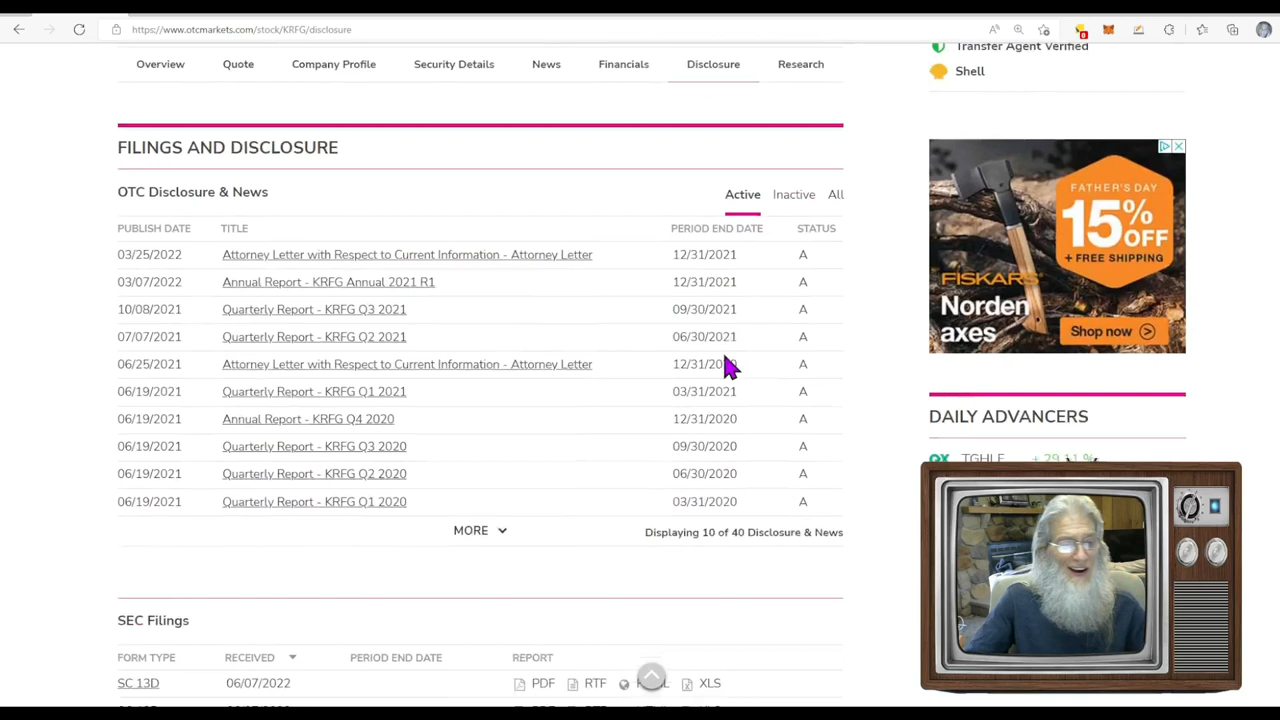 https://www.otcmarkets.com/stock/KRFG/disclosure
Overview Quote Company Profile Security Details News Financials Disclosure Research
Transfer Agent Verified
Shell
FILINGS AND DISCLOSURE
OTC Disclosure & News
Active Inactive All
PUBLISH DATE TITLE PERIOD END DATE STATUS
03/25/2022 Attorney Letter with Respect to Current Information - Attorney Letter 12/31/2021 A
03/07/2022 Annual Report - KRFG Annual 2021 R1 12/31/2021 A
10/08/2021 Quarterly Report - KRFG Q3 2021 09/30/2021 A
07/07/2021 Quarterly Report - KRFG Q2 2021 06/30/2021 A
06/25/2021 Attorney Letter with Respect to Current Information - Attorney Letter 12/31/2020 A
06/19/2021 Quarterly Report - KRFG Q1 2021 03/31/2021 A
06/19/2021 Annual Report - KRFG Q4 2020 12/31/2020 A
06/19/2021 Quarterly Report - KRFG Q3 2020 09/30/2020 A
06/19/2021 Quarterly Report - KRFG Q2 2020 06/30/2020 A
06/19/2021 Quarterly Report - KRFG Q1 2020 03/31/2020 A
MORE
Displaying 10 of 40 Disclosure & News
SEC Filings
FORM TYPE RECEIVED PERIOD END DATE REPORT
SC 13D 06/07/2022 PDF RTF XLS
FATHER'S DAY
15% OFF
+ FREE SHIPPING
FISKARS
Norden
axes
Shop now
DAILY ADVANCERS
QX TGHLF + 29.11 %